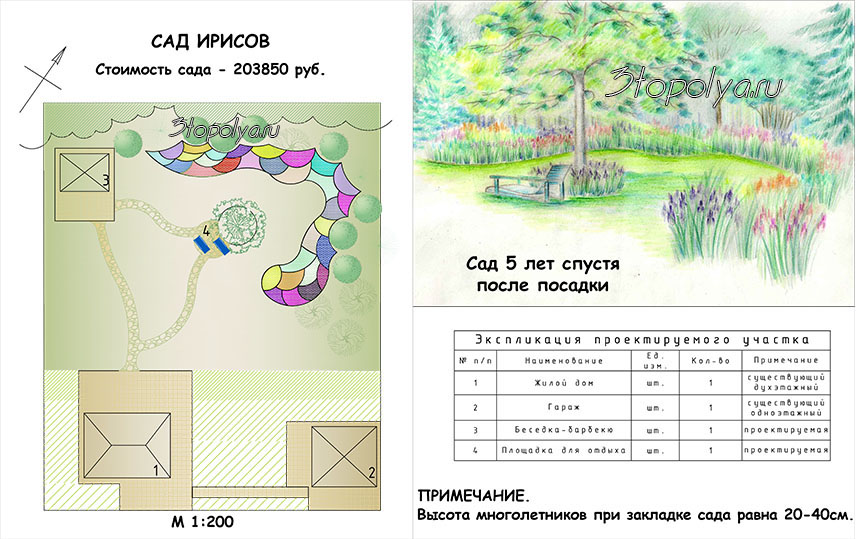 САД ИРИСОВ
Стоимость сада - 203850 руб.
3topolya.ru
3
4
1
2
М 1:200
3topolya.ru
Сад 5 лет спустя
после посадки
Экспликация проектируемого участка
№ п/п Наименование Ед. изм. Кол-во Примечание
1 Жилой дом шт. 1 существующий двухэтажный
2 Гараж шт. 1 существующий одноэтажный
3 Беседка-барбекю шт. 1 проектируемая
4 Площадка для отдыха шт. 1 проектируемая
ПРИМЕЧАНИЕ.
Высота многолетников при закладке сада равна 20-40см.